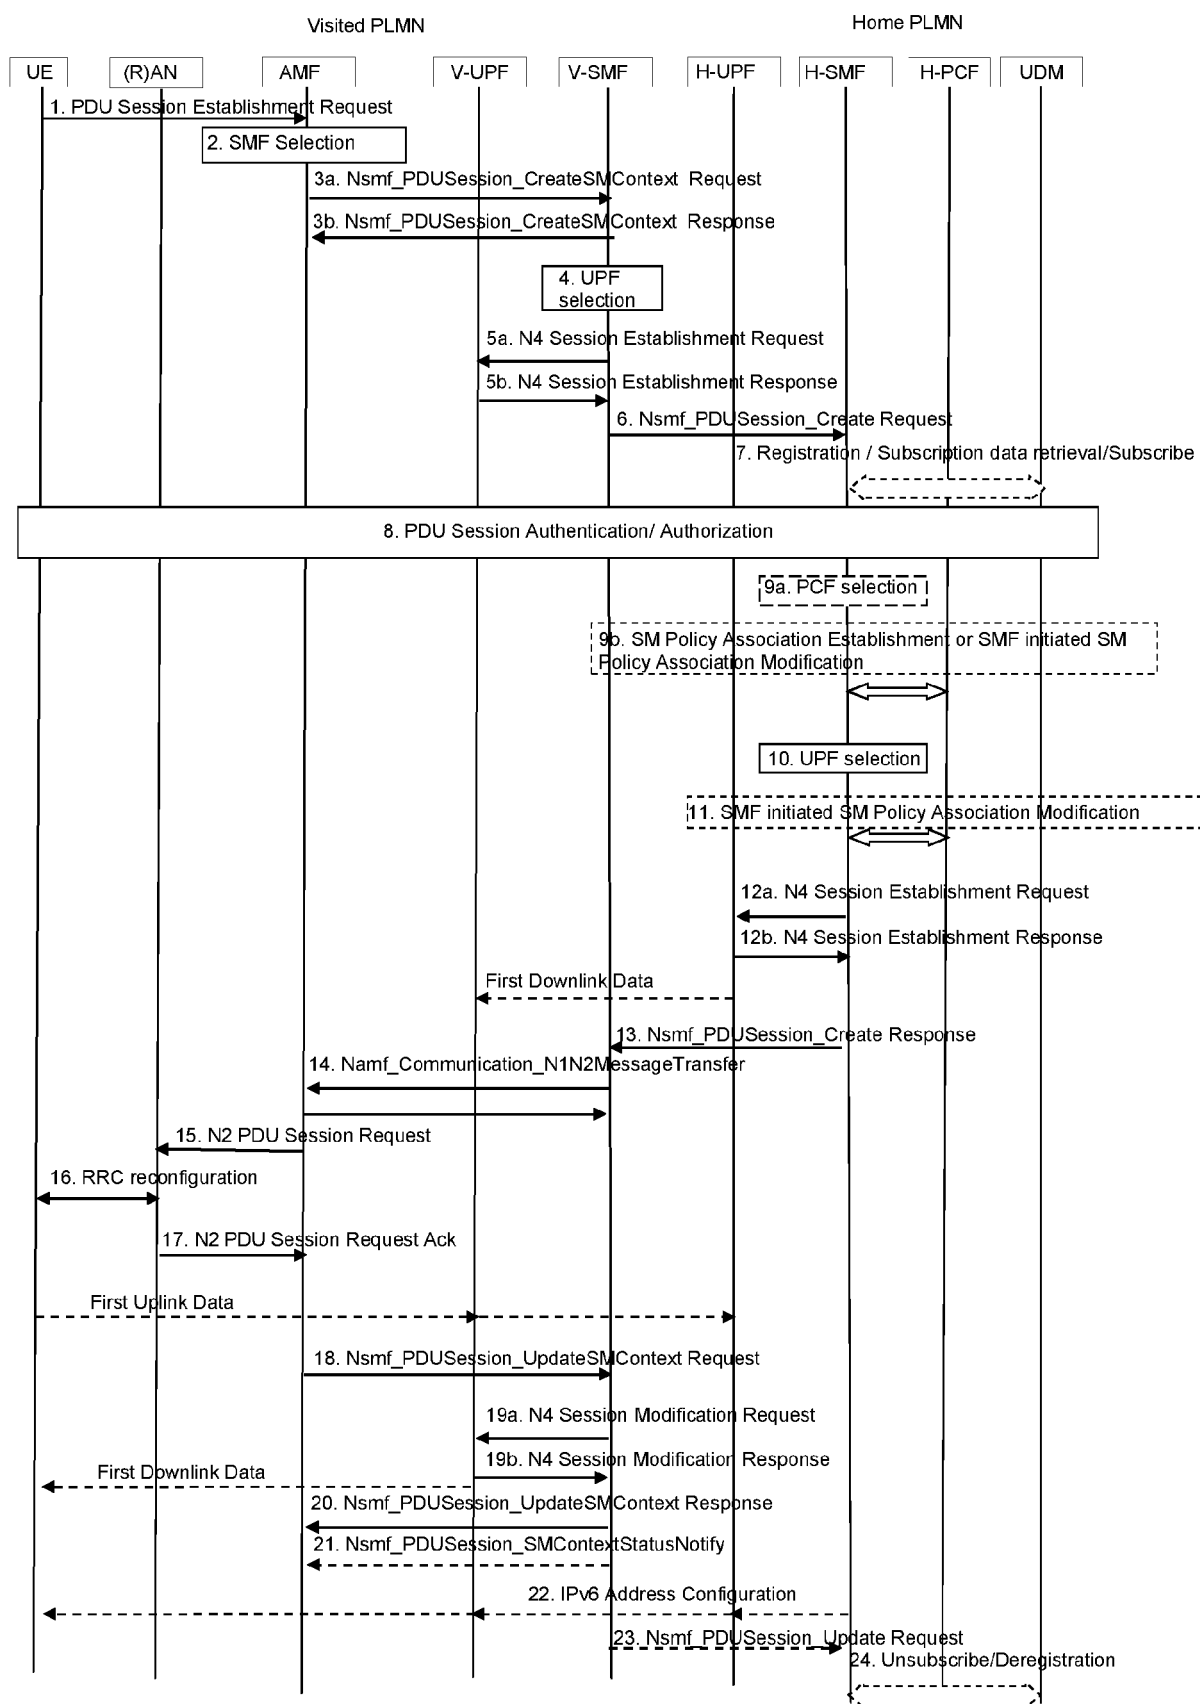 Visited PLMN
Home PLMN
UE
(R)AN
AMF
V-UPF
V-SMF
H-UPF
H-SMF
H-PCF
UDM
1. PDU Session Establishment Request
2. SMF Selection
3a. Nsmf_PDUSession_CreateSMContext Request
3b. Nsmf_PDUSession_CreateSMContext Response
4. UPF
selection
5a. N4 Session Establishment Request
5b. N4 Session Establishment Response
6. Nsmf_PDUSession_Create Request
7. Registration / Subscription data retrieval/Subscribe
8. PDU Session Authentication/ Authorization
9a. PCF selection
9b. SM Policy Association Establishment or SMF initiated SM
Policy Association Modification
10. UPF selection
11. SMF initiated SM Policy Association Modification
12a. N4 Session Establishment Request
12b. N4 Session Establishment Response
First Downlink Data
13. Nsmf_PDUSession_Create Response
14. Namf_Communication_N1N2MessageTransfer
15. N2 PDU Session Request
16. RRC reconfiguration
17. N2 PDU Session Request Ack
First Uplink Data
18. Nsmf_PDUSession_UpdateSMContext Request
19a. N4 Session Modification Request
19b. N4 Session Modification Response
First Downlink Data
20. Nsmf_PDUSession_UpdateSMContext Response
21. Nsmf_PDUSession_SMContextStatusNotify
22. IPv6 Address Configuration
23. Nsmf_PDUSession_Update Request
24. Unsubscribe/Deregistration